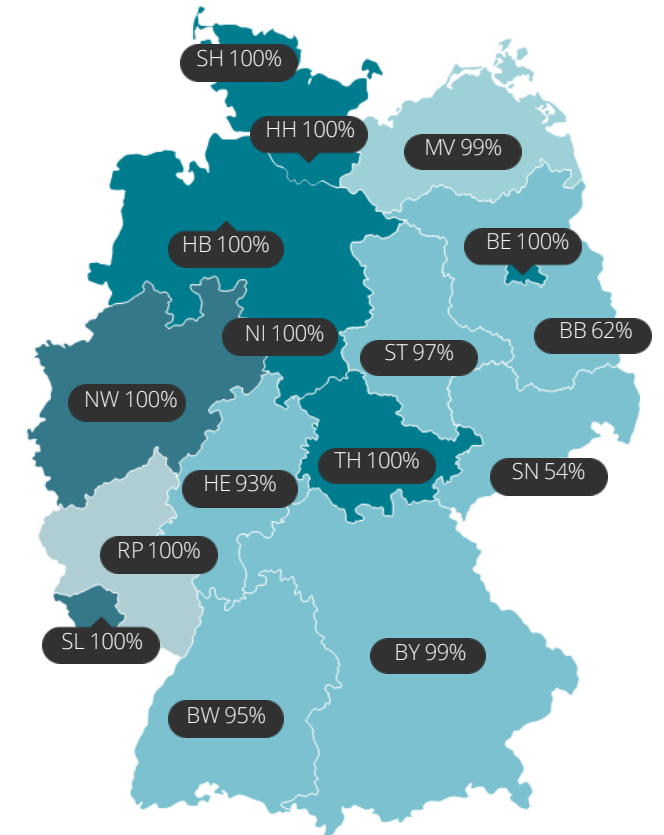 SH 100%
HH 100%
MV 99%
HB 100%
BE 100%
NI 100%
BB 62%
ST 97%
NW 100%
TH 100%
SN 54%
HE 93%
RP 100%
SL 100%
BY 99%
BW 95%